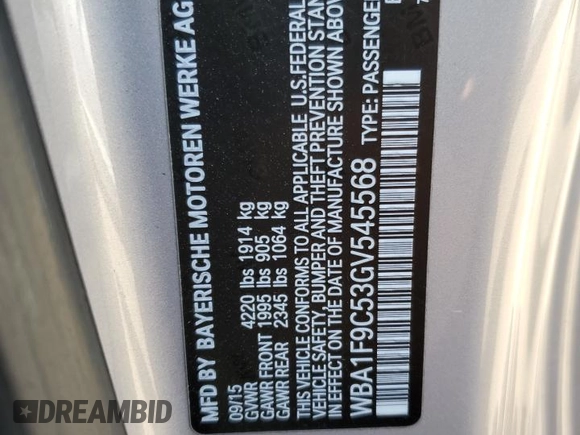 MFD BY BAYERISCHE MOTOREN WERKE AG
09/15
GVWR 4220 lbs 1914 kg
GAWR FRONT 1995 lbs 905 kg
GAWR REAR 2345 lbs 1064 kg
THIS VEHICLE CONFORMS TO ALL APPLICABLE U.S. FEDERAL
VEHICLE SAFETY, BUMPER AND THEFT PREVENTION STAN
IN EFFECT ON THE DATE OF MANUFACTURE SHOWN ABOVE
WBA1F9C53GV545568 TYPE: PASSENGER
DREAMBID